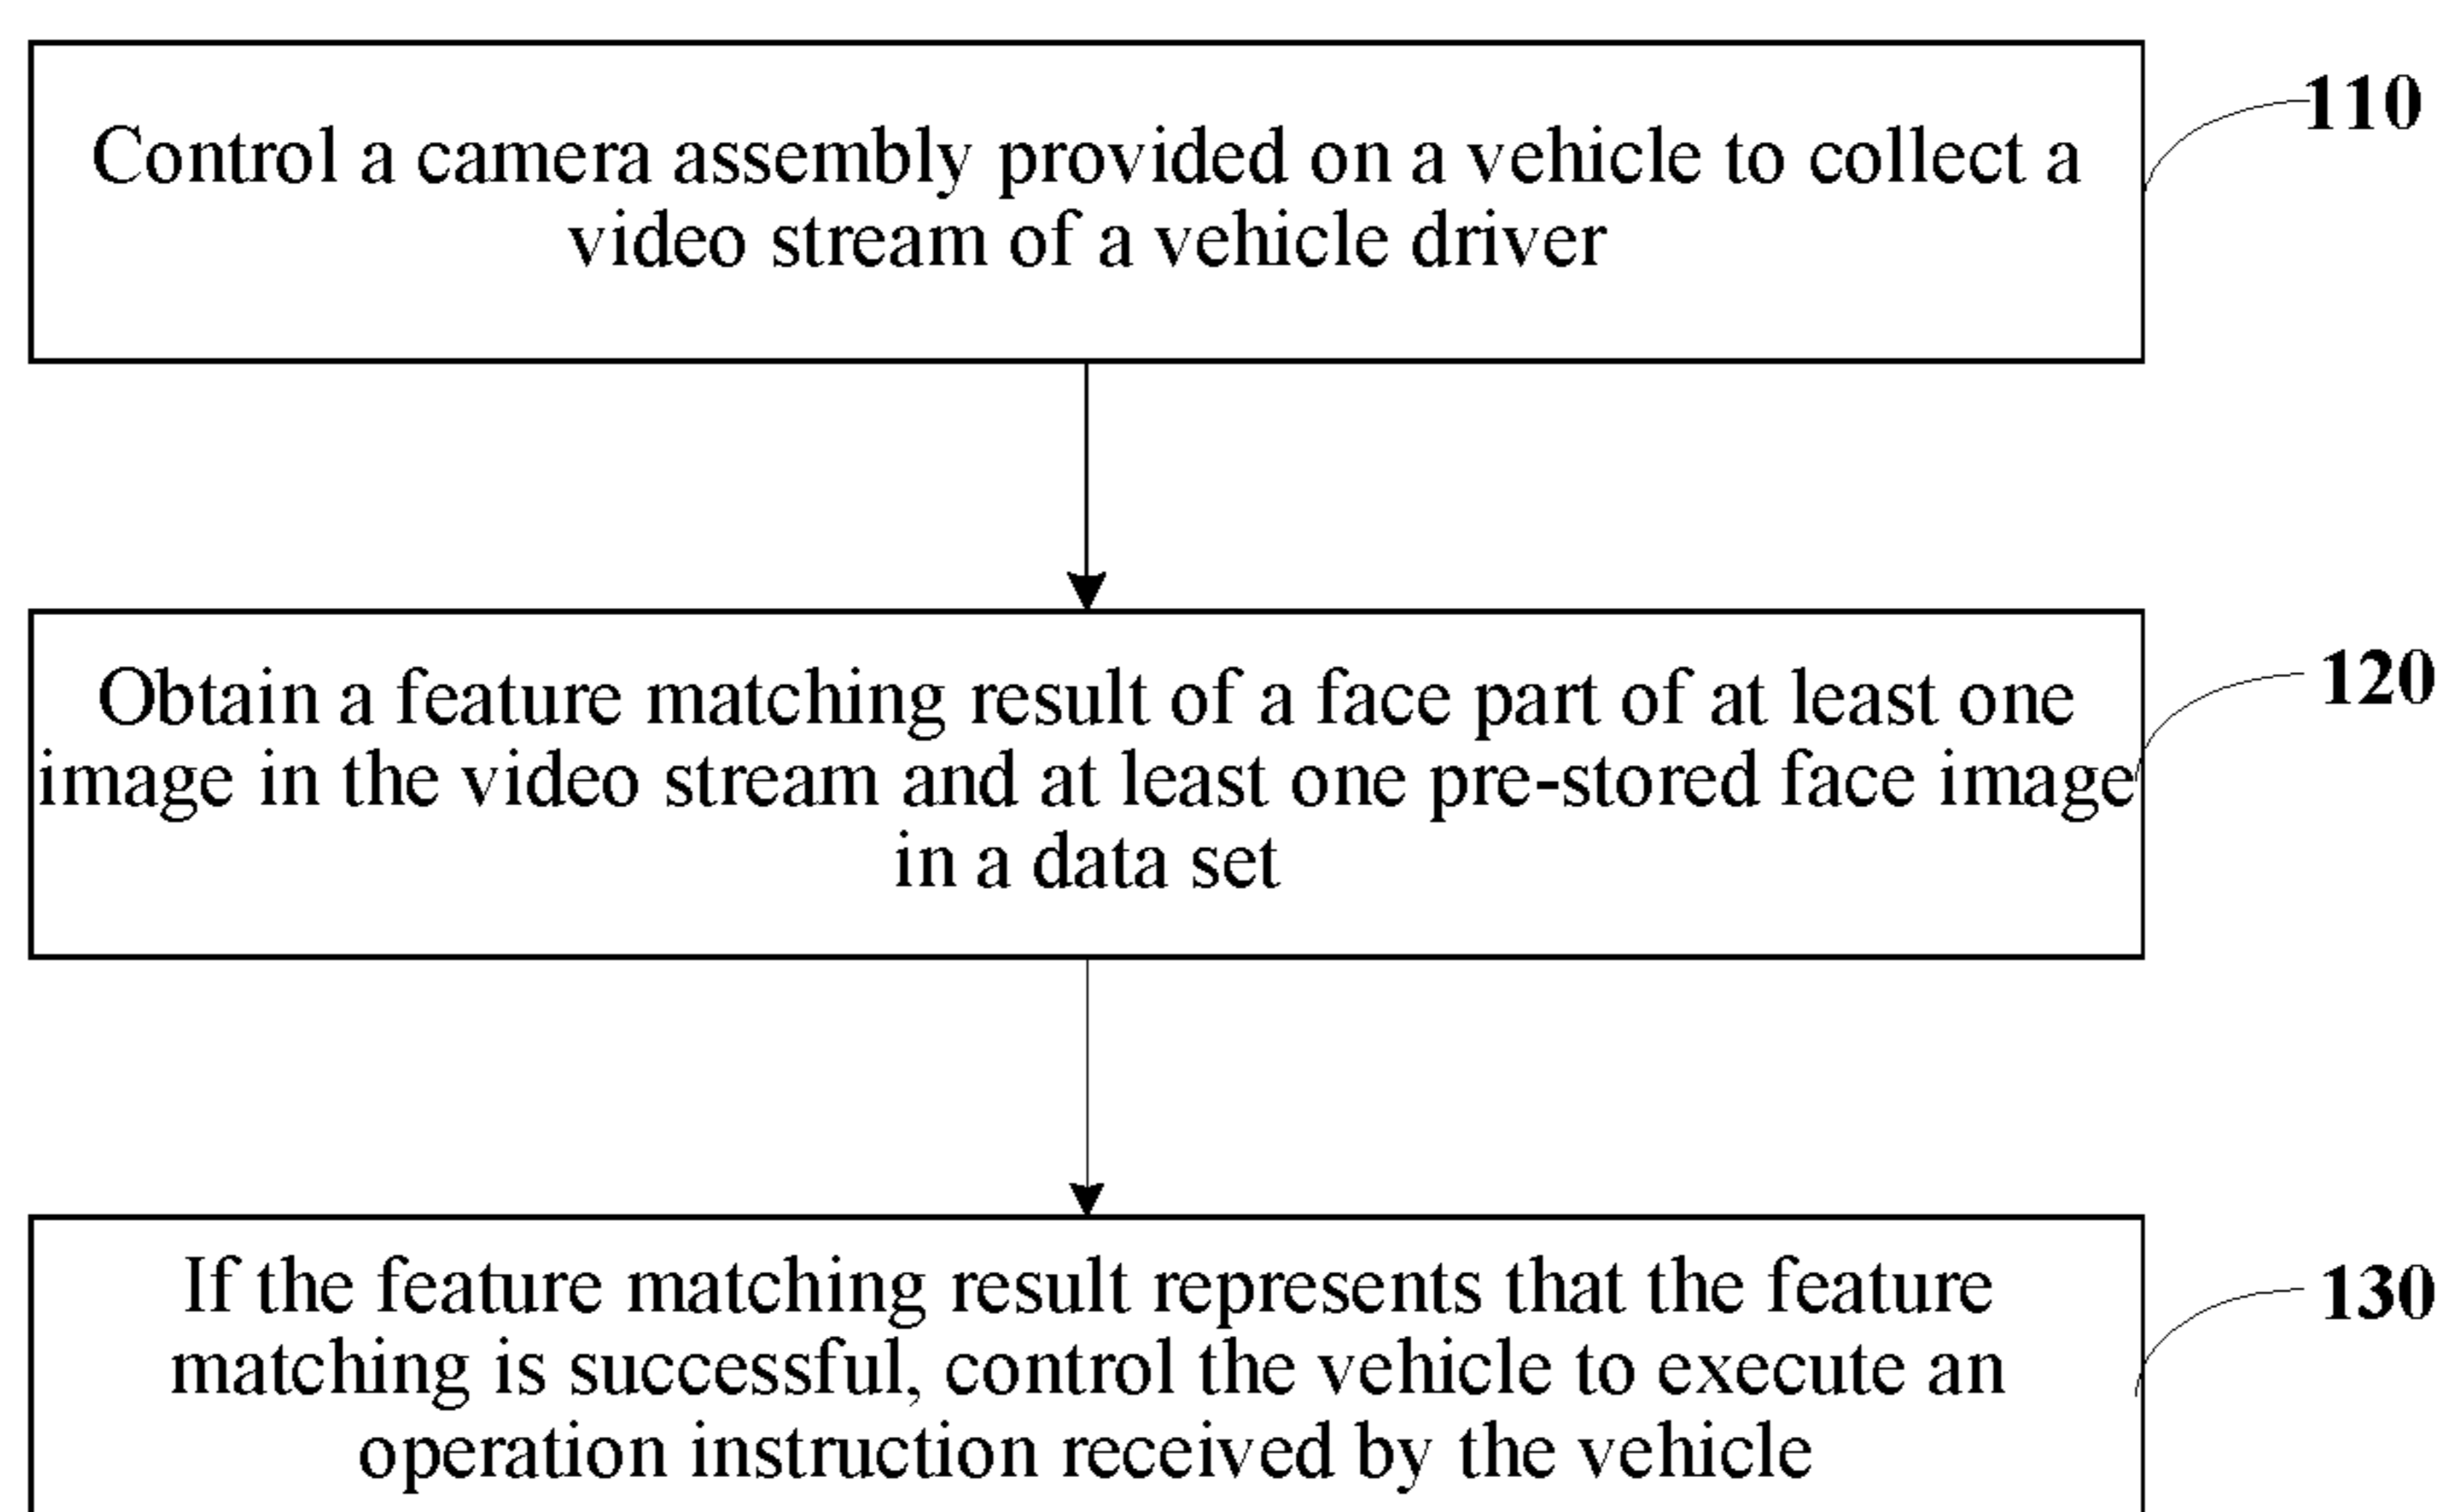 110
Control a camera assembly provided on a vehicle to collect a
video stream of a vehicle driver
120
Obtain a feature matching result of a face part of at least one
image in the video stream and at least one pre-stored face image
in a data set
130
If the feature matching result represents that the feature
matching is successful, control the vehicle to execute an
operation instruction received by the vehicle